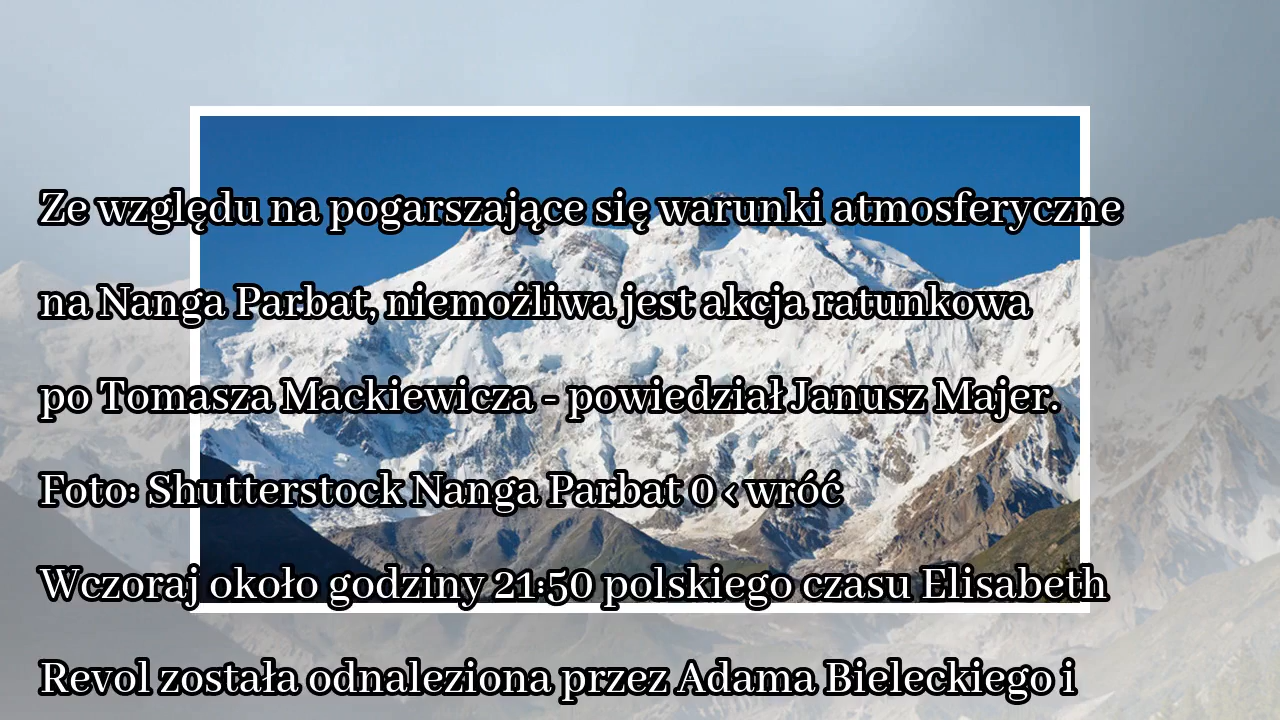 Ze względu na pogarszające się warunki atmosferyczne
na Nanga Parbat, niemożliwa jest akcja ratunkowa
po Tomasza Mackiewicza - powiedział Janusz Majer.
Foto: Shutterstock Nanga Parbat 0 ‹ wróć
Wczoraj około godziny 21:50 polskiego czasu Elisabeth
Revol została odnaleziona przez Adama Bieleckiego i